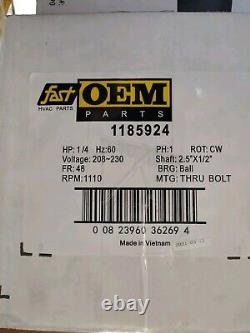 fast
HVAC PARTS
OEM
PARTS
1185924
HP: 1/4 Hz:60 PH:1 ROT: CW
Voltage: 208~230 Shaft: 2.5"X1/2"
FR: 48 BRG: Ball
RPM:1110 MTG: THRU BOLT
0 08 23960 36269 4
Made in Vietnam